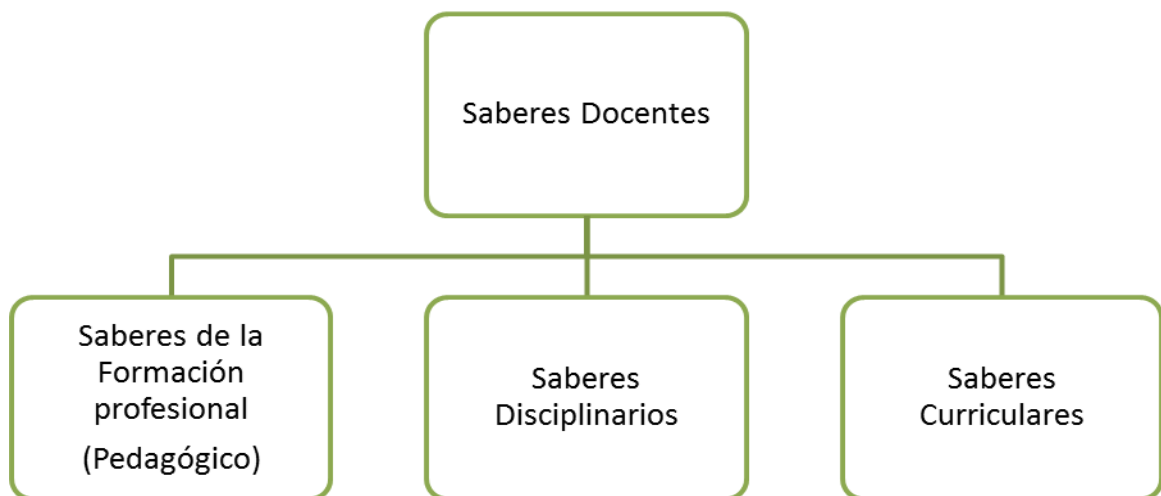 Saberes Docentes
Saberes de la
Formación
profesional
(Pedagógico)
Saberes
Disciplinarios
Saberes
Curriculares